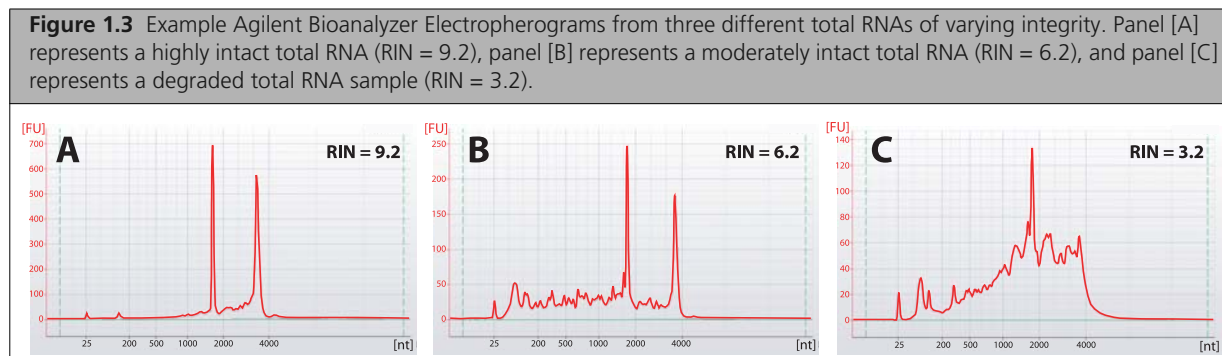 Figure 1.3 Example Agilent Bioanalyzer Electropherograms from three different total RNAs of varying integrity. Panel [A]
represents a highly intact total RNA (RIN = 9.2), panel [B] represents a moderately intact total RNA (RIN = 6.2), and panel [C]
represents a degraded total RNA sample (RIN = 3.2).
[FU]
A
RIN = 9.2
700
600
500
400
300
200
100
0
25 200 500 1000 2000 4000 [nt]
[FU]
B
RIN = 6.2
250
200
150
100
50
0
25 200 500 1000 2000 4000 [nt]
[FU]
C
RIN = 3.2
140
120
100
80
60
40
20
0
25 200 500 1000 2000 4000 [nt]